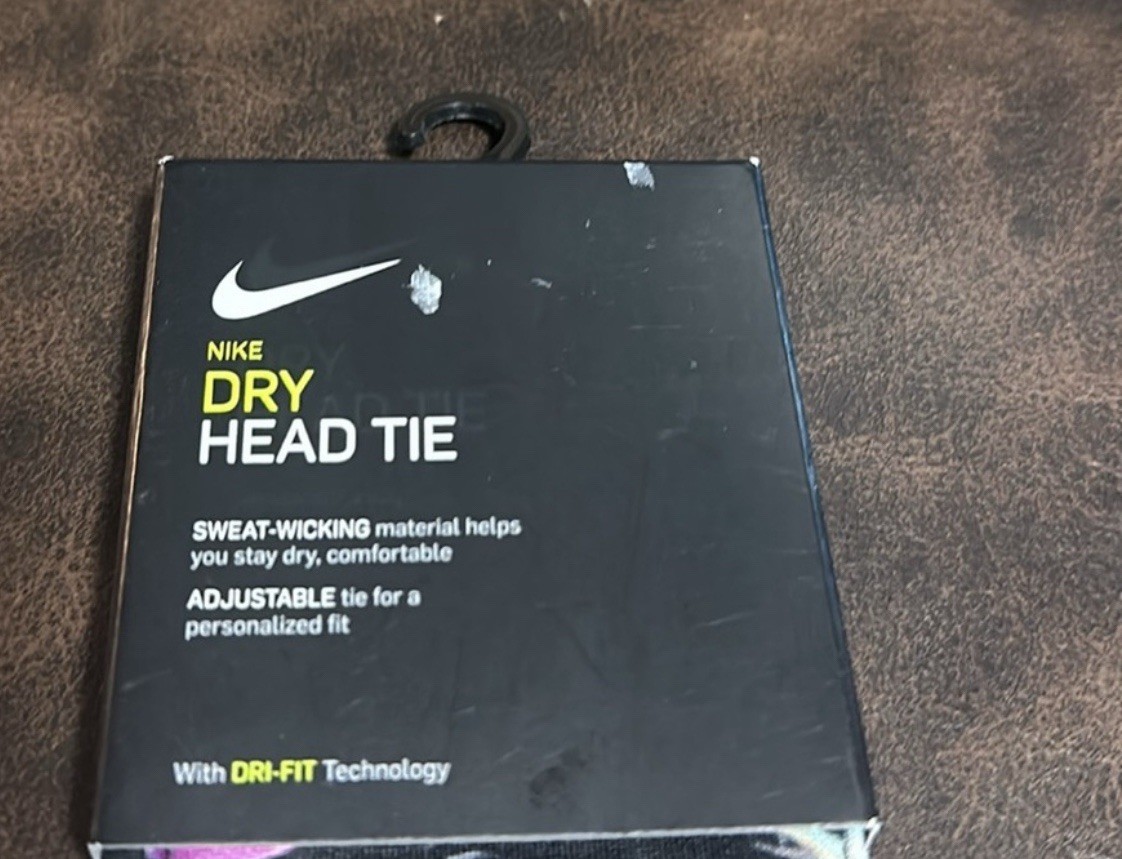 NIKE
DRY
HEAD TIE
SWEAT-WICKING material helps
you stay dry, comfortable
ADJUSTABLE tie for a
personalized fit
With DRI-FIT Technology